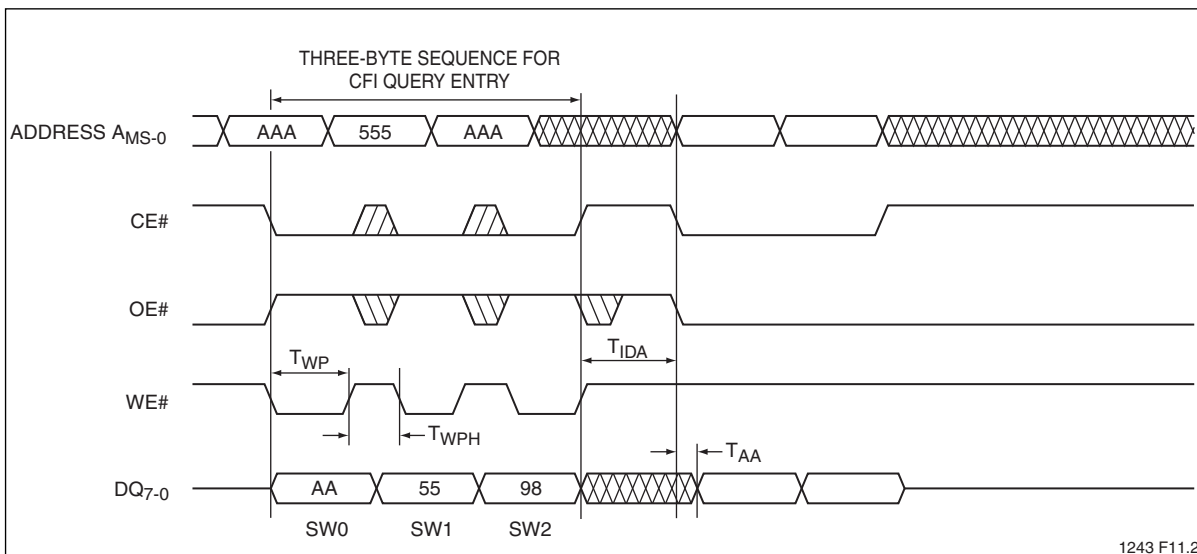 THREE-BYTE SEQUENCE FOR
CFI QUERY ENTRY
ADDRESS AMS-0
AAA 555 AAA
CE#
OE#
TWP
TIDA
WE#
TWPH
TAA
DQ7-0
AA 55 98
SW0 SW1 SW2
1243 F11.2